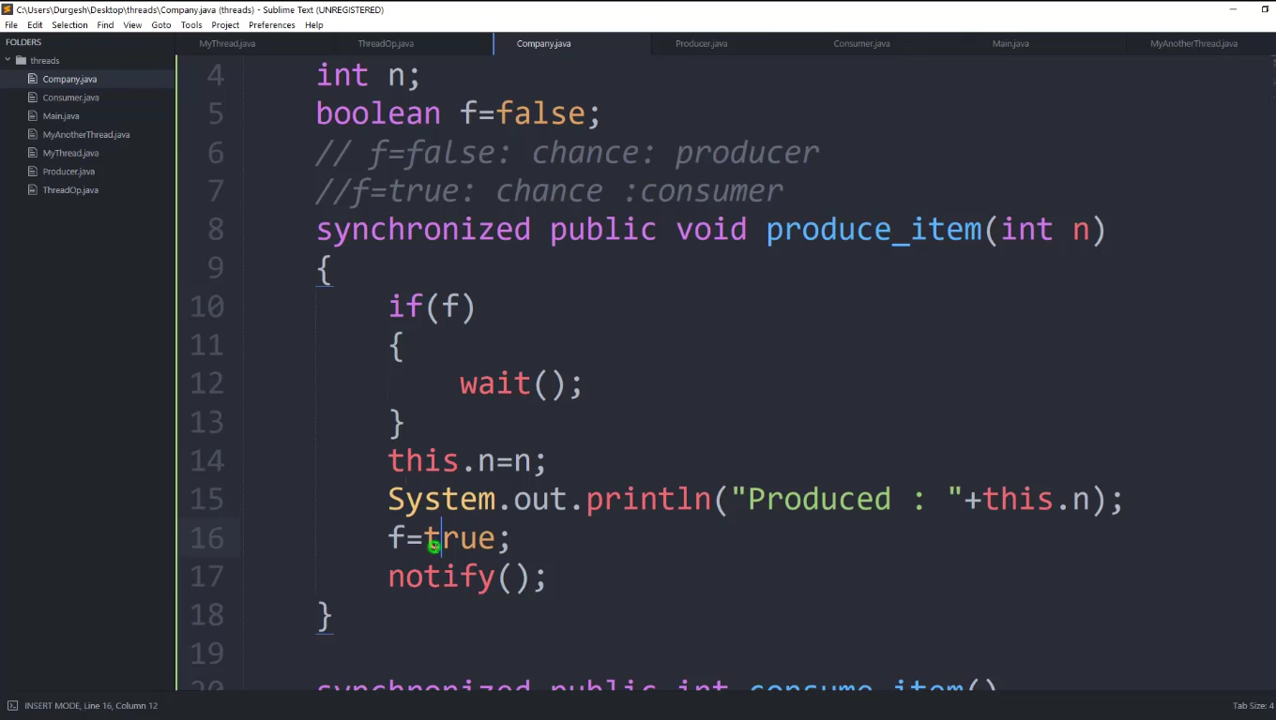 C:\Users\Durgesh\Desktop\threads\Company.java (threads) - Sublime Text (UNREGISTERED)
File Edit Selection Find View Goto Tools Project Preferences Help
FOLDERS
threads
Company.java
Consumer.java
Main.java
MyAnotherThread.java
MyThread.java
Producer.java
ThreadOp.java
MyThread.java ThreadOp.java Company.java Producer.java Consumer.java Main.java MyAnotherThread.java
4 int n;
5 boolean f=false;
6 // f=false: chance: producer
7 //f=true: chance :consumer
8 synchronized public void produce_item(int n)
9 {
10 if(f)
11 {
12 wait();
13 }
14 this.n=n;
15 System.out.println("Produced : "+this.n);
16 f=true;
17 notify();
18 }
19
20 synchronized public int consume_item()
INSERT MODE, Line 16, Column 12
Tab Size: 4